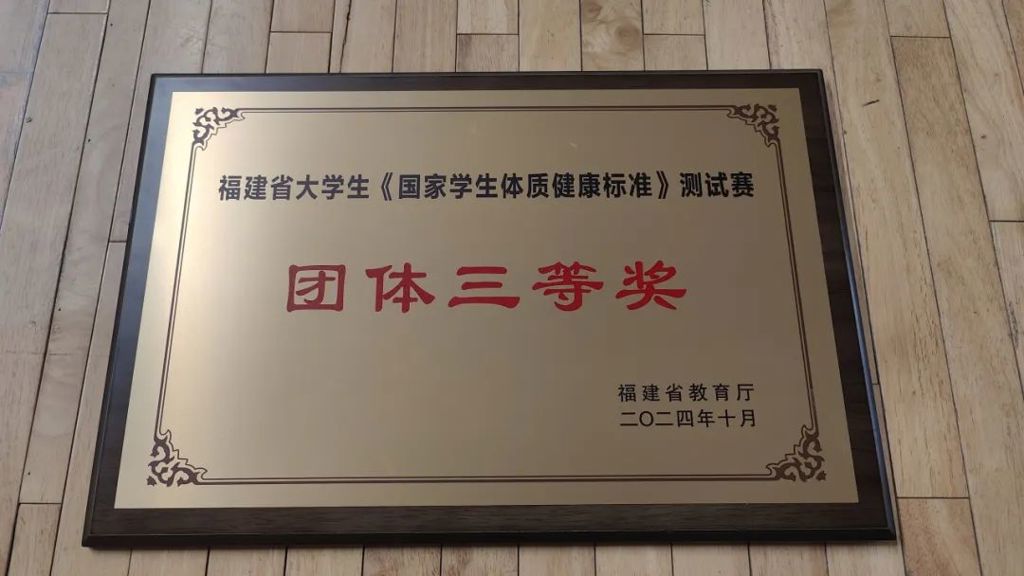 福建省大学生《国家学生体质健康标准》测试赛
团体三等奖
福建省教育厅
二〇二四年十月